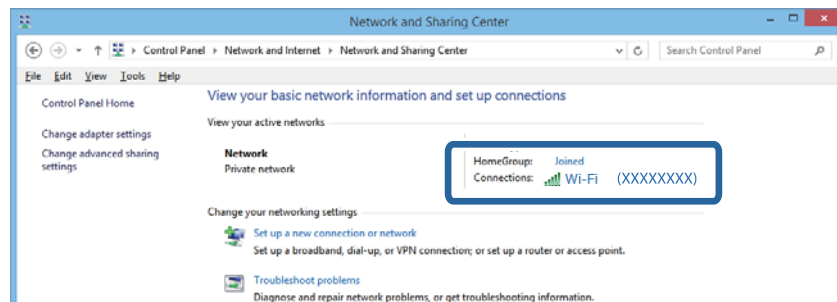 Network and Sharing Center
Control Panel ▸ Network and Internet ▸ Network and Sharing Center
Search Control Panel
File Edit View Tools Help
Control Panel Home
Change adapter settings
Change advanced sharing
settings
View your basic network information and set up connections
View your active networks
Network
Private network
HomeGroup: Joined
Connections: Wi-Fi (XXXXXXXX)
Change your networking settings
Set up a new connection or network
Set up a broadband, dial-up, or VPN connection; or set up a router or access point.
Troubleshoot problems
Diagnose and repair network problems, or get troubleshooting information.